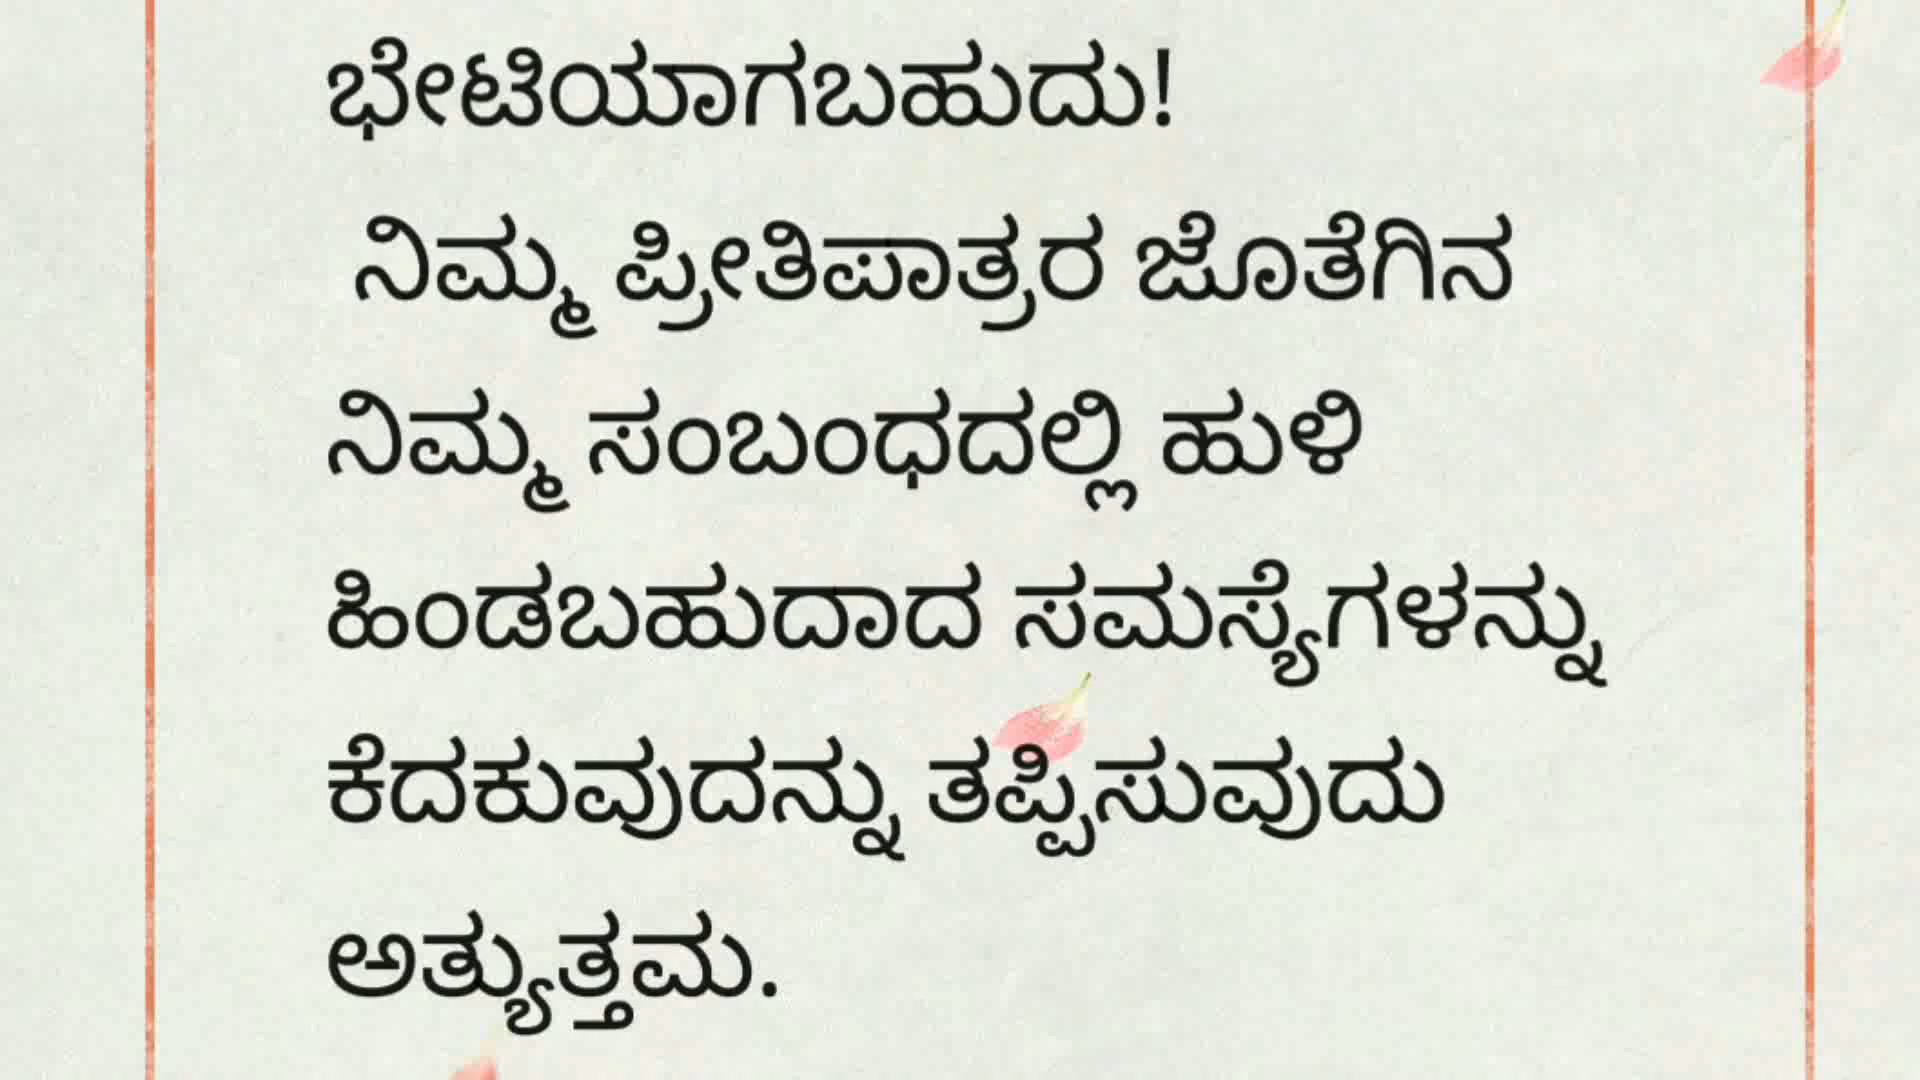 ಭೇಟಿಯಾಗಬಹುದು!
ನಿಮ್ಮ ಪ್ರೀತಿಪಾತ್ರರ ಜೊತೆಗಿನ
ನಿಮ್ಮ ಸಂಬಂಧದಲ್ಲಿ ಹುಳಿ
ಹಿಂಡಬಹುದಾದ ಸಮಸ್ಯೆಗಳನ್ನು
ಕೆದಕುವುದನ್ನು ತಪ್ಪಿಸುವುದು
ಅತ್ಯುತ್ತಮ.